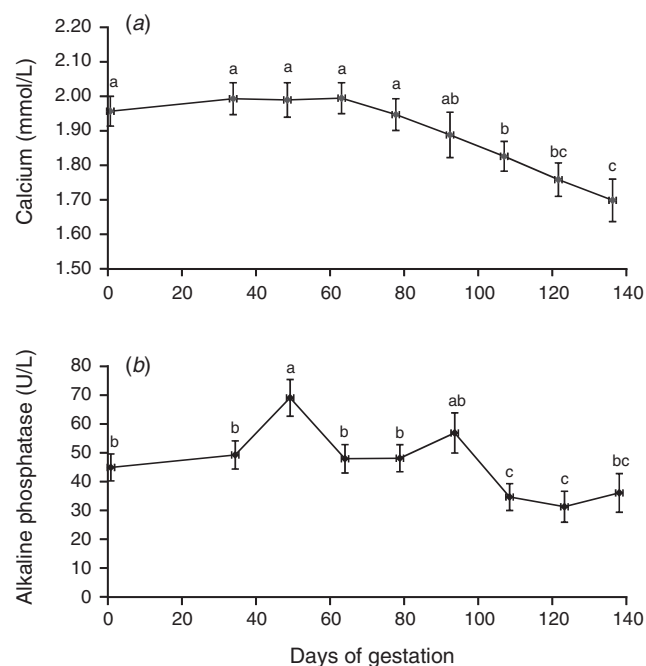 (a)
Calcium (mmol/L)
2.20
2.10
2.00
1.90
1.80
1.70
1.60
1.50
a
a
a
a
a
ab
b
bc
c
0 20 40 60 80 100 120 140
(b)
Alkaline phosphatase (U/L)
80
70
60
50
40
30
20
10
0
b
b
a
b
b
ab
c
c
bc
0 20 40 60 80 100 120 140
Days of gestation